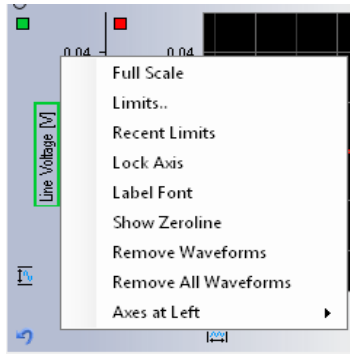 0.04
0.04
Line Voltage [V]
Full Scale
Limits..
Recent Limits
Lock Axis
Label Font
Show Zeroline
Remove Waveforms
Remove All Waveforms
Axes at Left